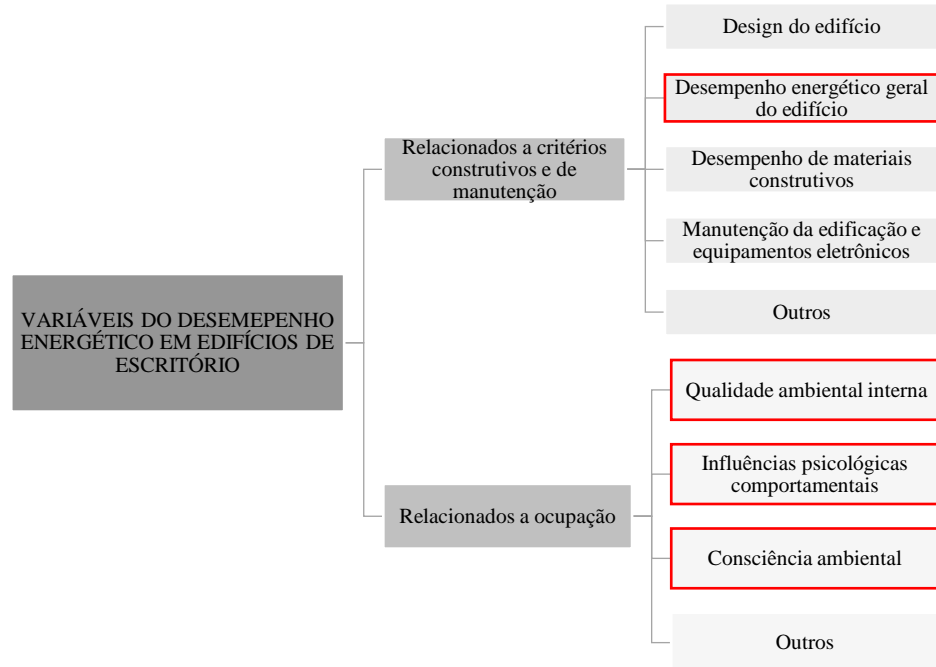 VARIÁVEIS DO DESEMEPENHO
ENERGÉTICO EM EDIFÍCIOS DE
ESCRITÓRIO
Relacionados a critérios
construtivos e de
manutenção
Design do edifício
Desempenho energético geral
do edifício
Desempenho de materiais
construtivos
Manutenção da edificação e
equipamentos eletrônicos
Outros
Relacionados a ocupação
Qualidade ambiental interna
Influências psicológicas
comportamentais
Consciência ambiental
Outros